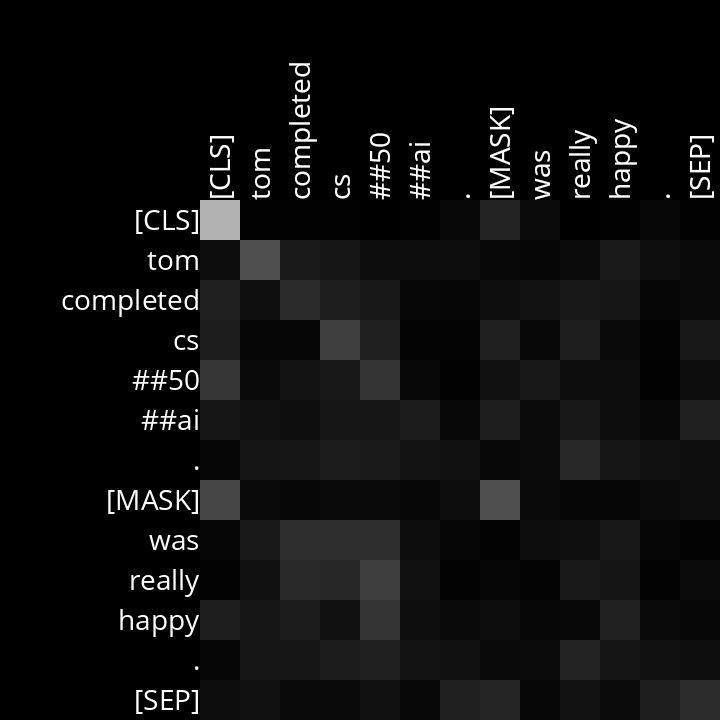 [CLS] tom completed cs ##50 ##ai . [MASK] was really happy . [SEP]
[CLS]
tom
completed
cs
##50
##ai
.
[MASK]
was
really
happy
.
[SEP]